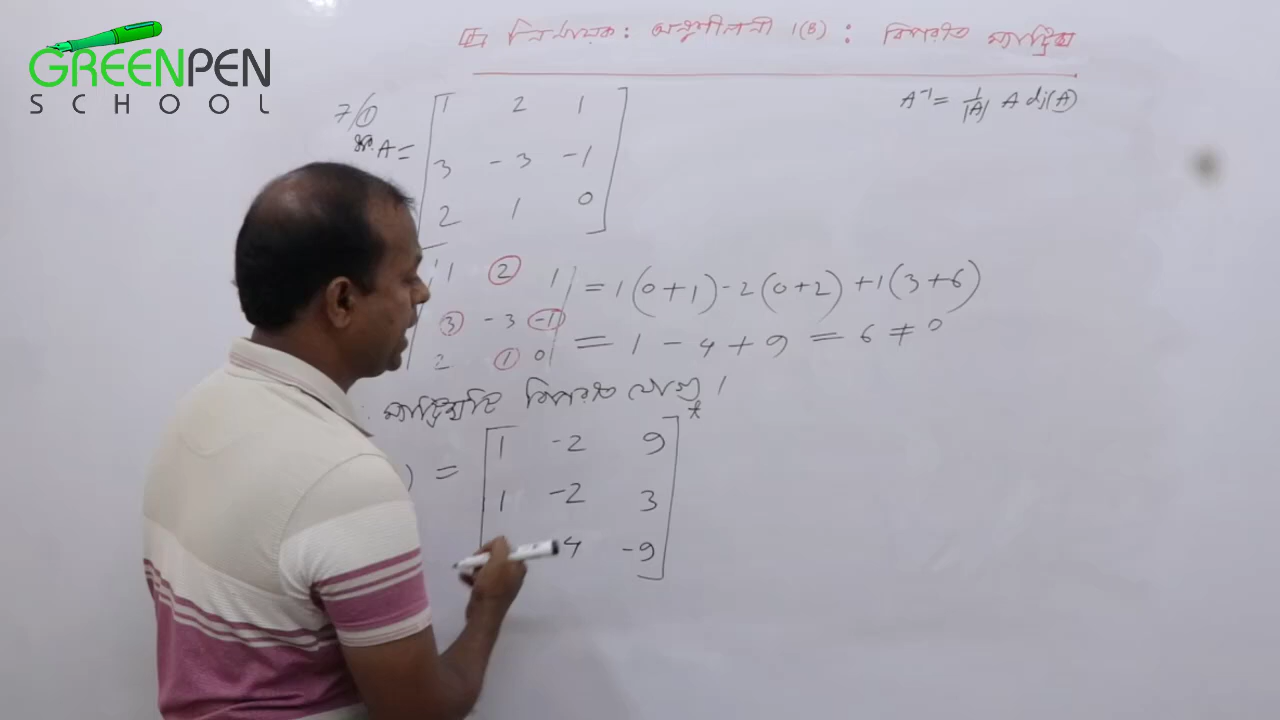 GREENPEN
SCHOOL
নির্ণায়ক: অনুশীলনী 1(B): বিপরীত ম্যাট্রিক্স
A⁻¹ = 1/|A| Adj(A)
7/①
A = [1 2 1
3 -3 -1
2 1 0]
1 2 1 | = 1(0+1)-2(0+2)+1(3+6)
3 -3 -1
2 1 0 | = 1 - 4 + 9 = 6 ≠ 0
ম্যাট্রিক্সটি বিপরীত যোগ্য।
) = [1 -2 9
1 -2 3
4 -9]ᵗ